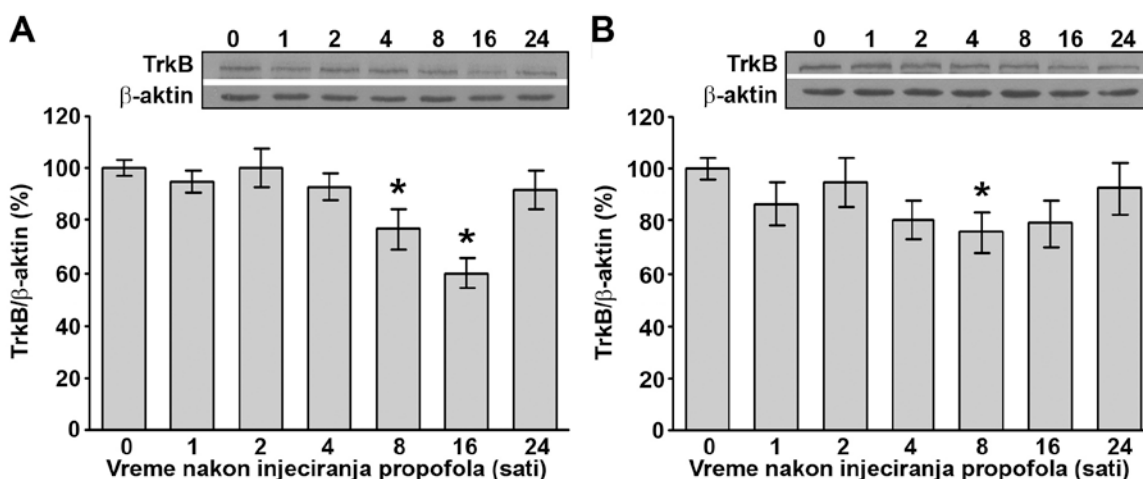 A
0 1 2 4 8 16 24
TrkB
β-aktin
TrkB/β-aktin (%)
120
100
80
60
40
20
0
* *
0 1 2 4 8 16 24
Vreme nakon injeciranja propofola (sati)
B
0 1 2 4 8 16 24
TrkB
β-aktin
TrkB/β-aktin (%)
120
100
80
60
40
20
0
*
0 1 2 4 8 16 24
Vreme nakon injeciranja propofola (sati)